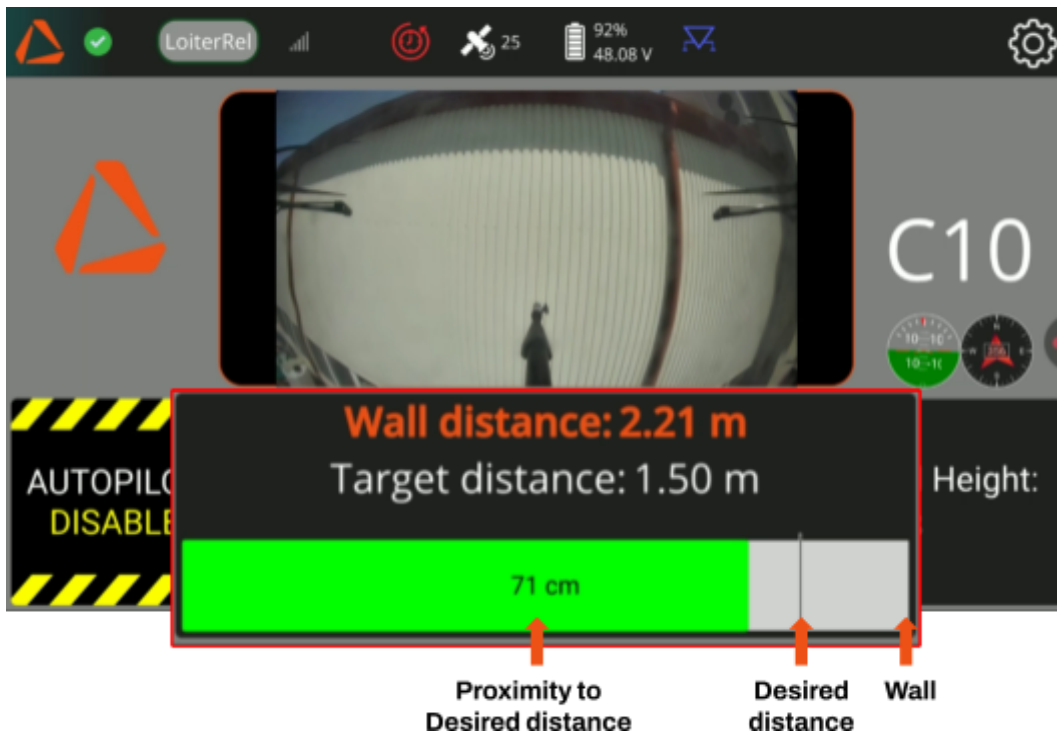 LoiterRel
25
92%
48.08 V
C10
Wall distance: 2.21 m
Target distance: 1.50 m
AUTOPILO
DISABLE
Height:
71 cm
Proximity to
Desired distance
Desired
distance
Wall